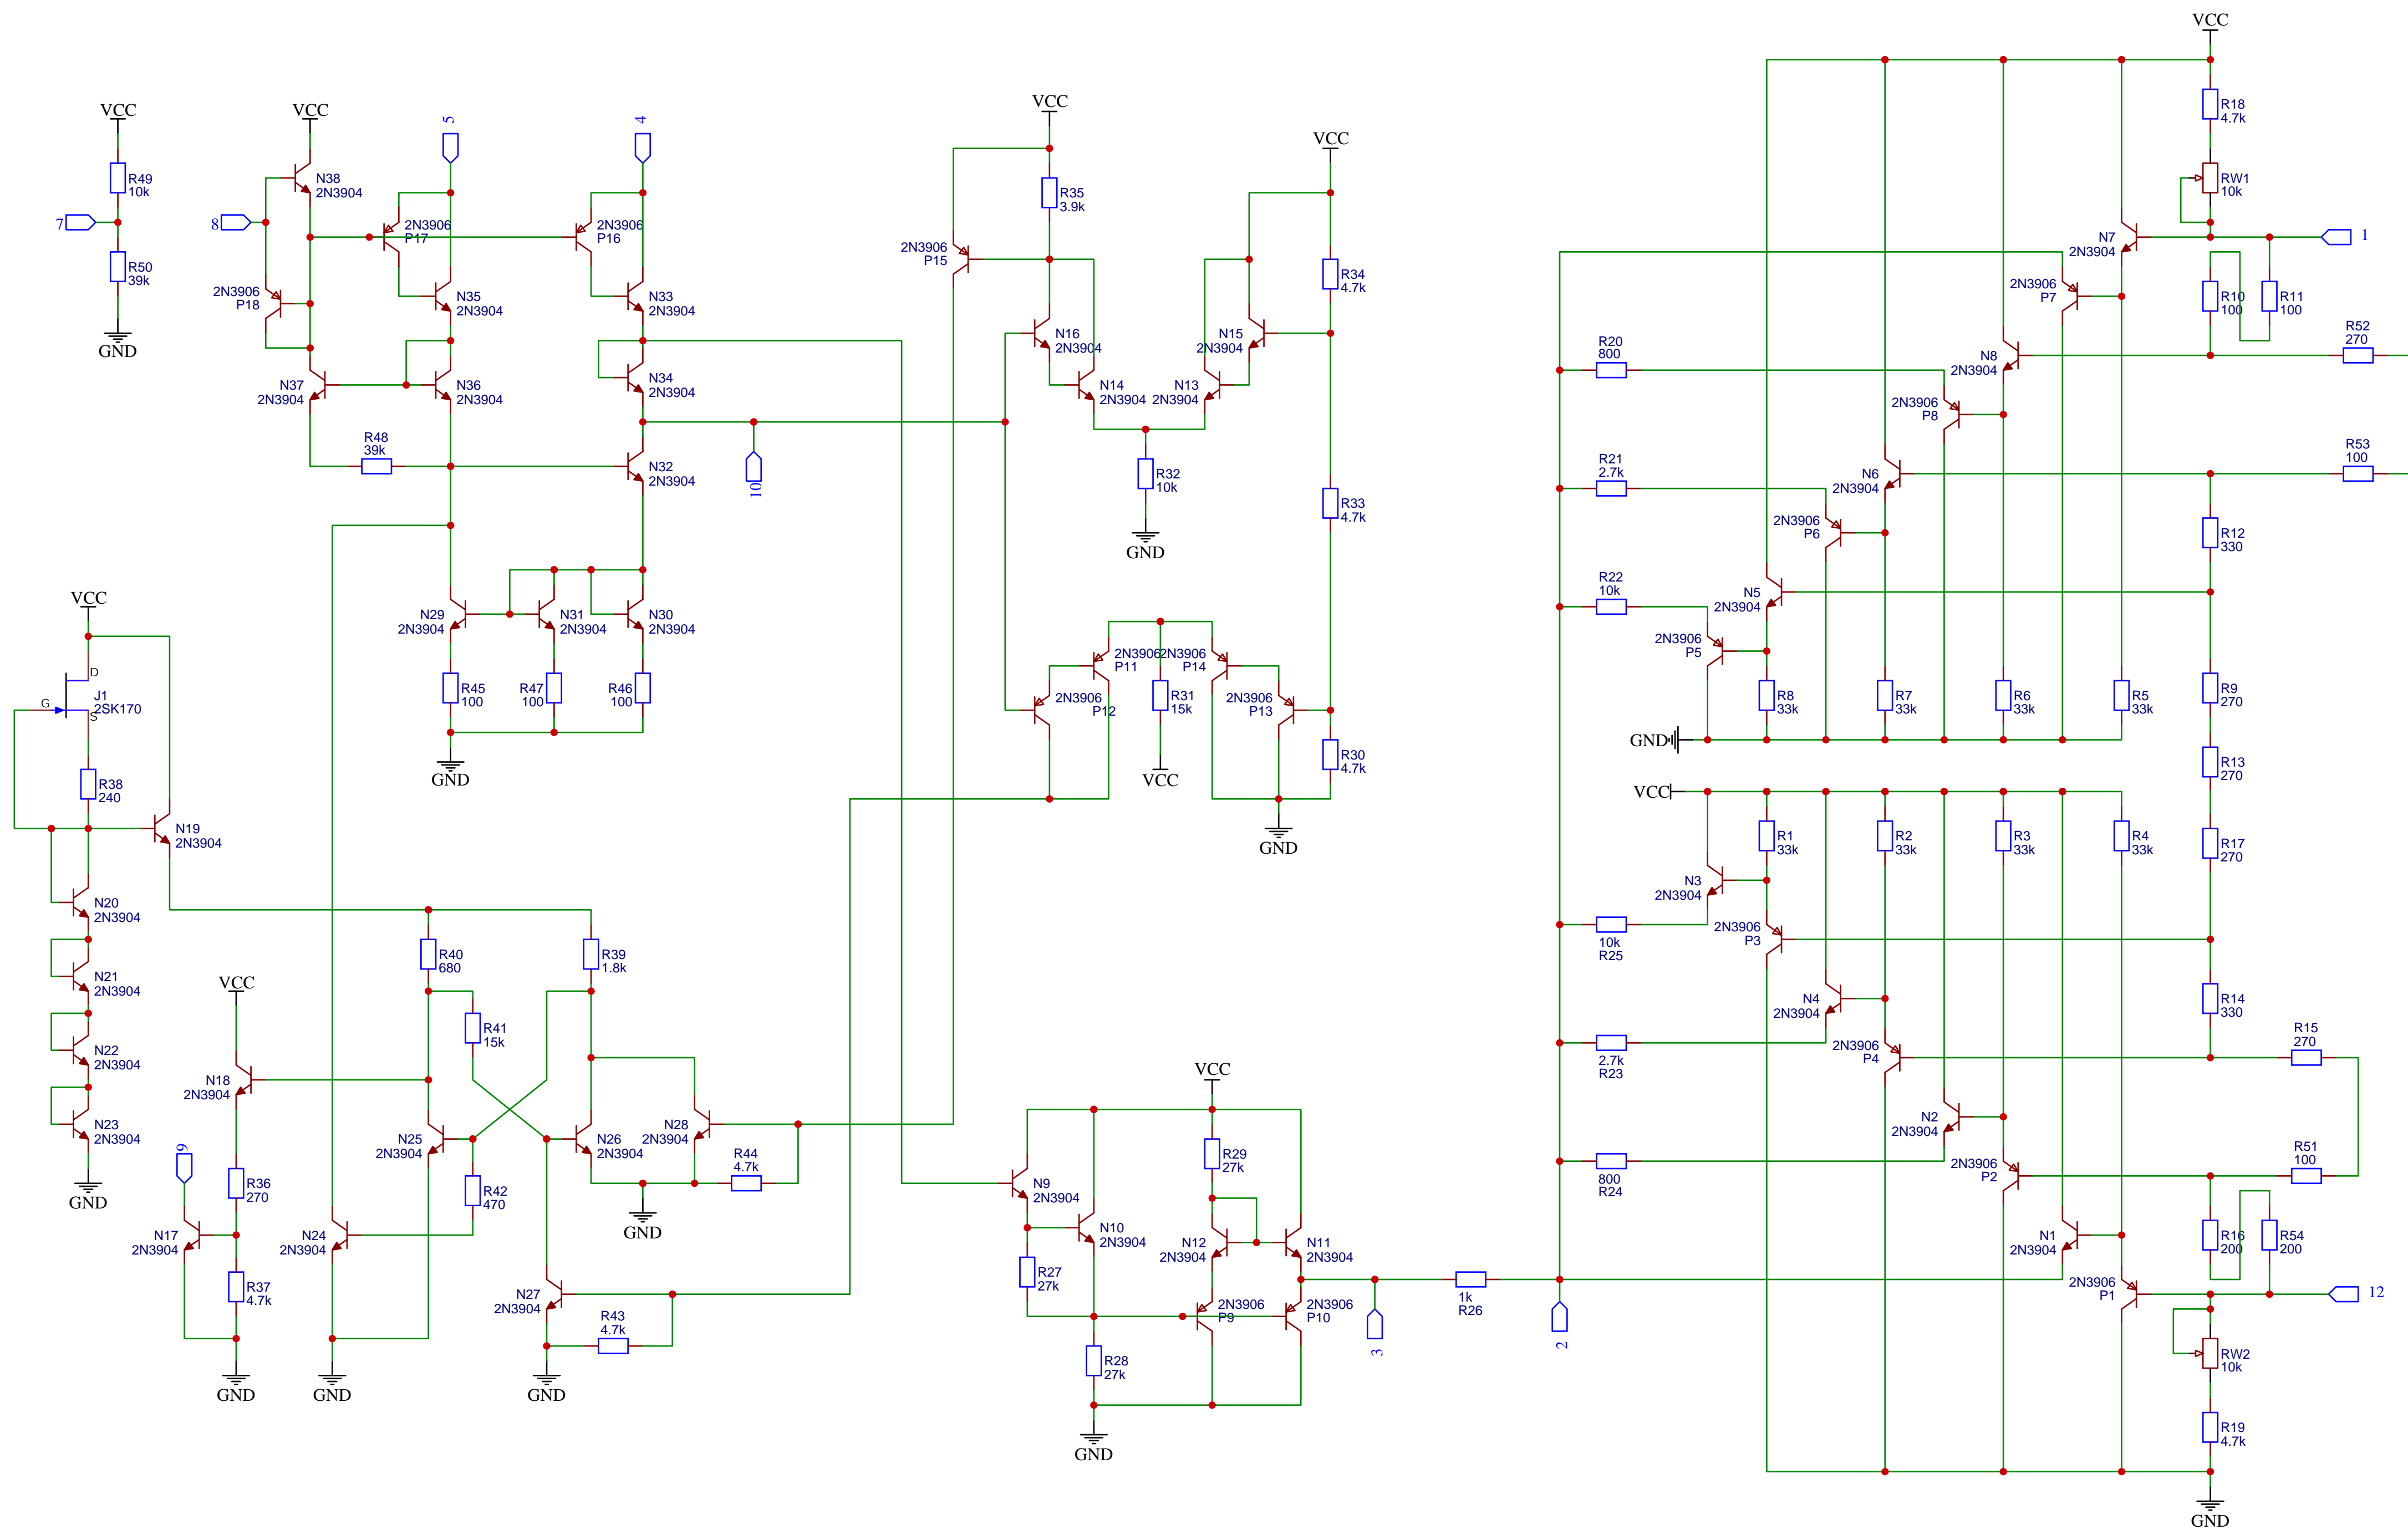 VCC
R49
10k
7
R50
39k
GND
VCC
N38
2N3904
8
2N3906
P18
N37
2N3904
5
2N3906
P17
N35
2N3904
N36
2N3904
R48
39k
4
2N3906
P16
N33
2N3904
N34
2N3904
N32
2N3904
10
N29
2N3904
N31
2N3904
N30
2N3904
R45
100
R47
100
R46
100
GND
VCC
D
J1
2SK170
G
S
R38
240
N19
2N3904
N20
2N3904
N21
2N3904
N22
2N3904
N23
2N3904
GND
VCC
N18
2N3904
9
R36
270
N17
2N3904
R37
4.7k
GND
R40
680
R39
1.8k
R41
15k
N25
2N3904
N26
2N3904
N28
2N3904
R44
4.7k
GND
R42
470
N24
2N3904
GND
N27
2N3904
R43
4.7k
GND
VCC
R35
3.9k
2N3906
P15
N16
2N3904
N14
2N3904
VCC
R34
4.7k
N15
2N3904
N13
2N3904
R32
10k
GND
R33
4.7k
2N3906
P11
2N3906
P14
2N3906
P12
R31
15k
2N3906
P13
VCC
R30
4.7k
GND
VCC
N9
2N3904
R29
27k
N10
2N3904
N12
2N3904
N11
2N3904
R27
27k
2N3906
P9
2N3906
P10
R28
27k
GND
3
1k
R26
2
VCC
R18
4.7k
RW1
10k
N7
2N3904
1
2N3906
P7
R10
100
R11
100
R20
800
N8
2N3904
R52
270
2N3906
P8
R21
2.7k
N6
2N3904
R53
100
2N3906
P6
R12
330
R22
10k
N5
2N3904
2N3906
P5
R8
33k
R7
33k
R6
33k
R5
33k
R9
270
GND
R13
270
VCC
R1
33k
R2
33k
R3
33k
R4
33k
R17
270
N3
2N3904
10k
R25
2N3906
P3
N4
2N3904
R14
330
2.7k
R23
2N3906
P4
R15
270
N2
2N3904
800
R24
2N3906
P2
R51
100
N1
2N3904
R16
200
R54
200
2N3906
P1
12
RW2
10k
R19
4.7k
GND